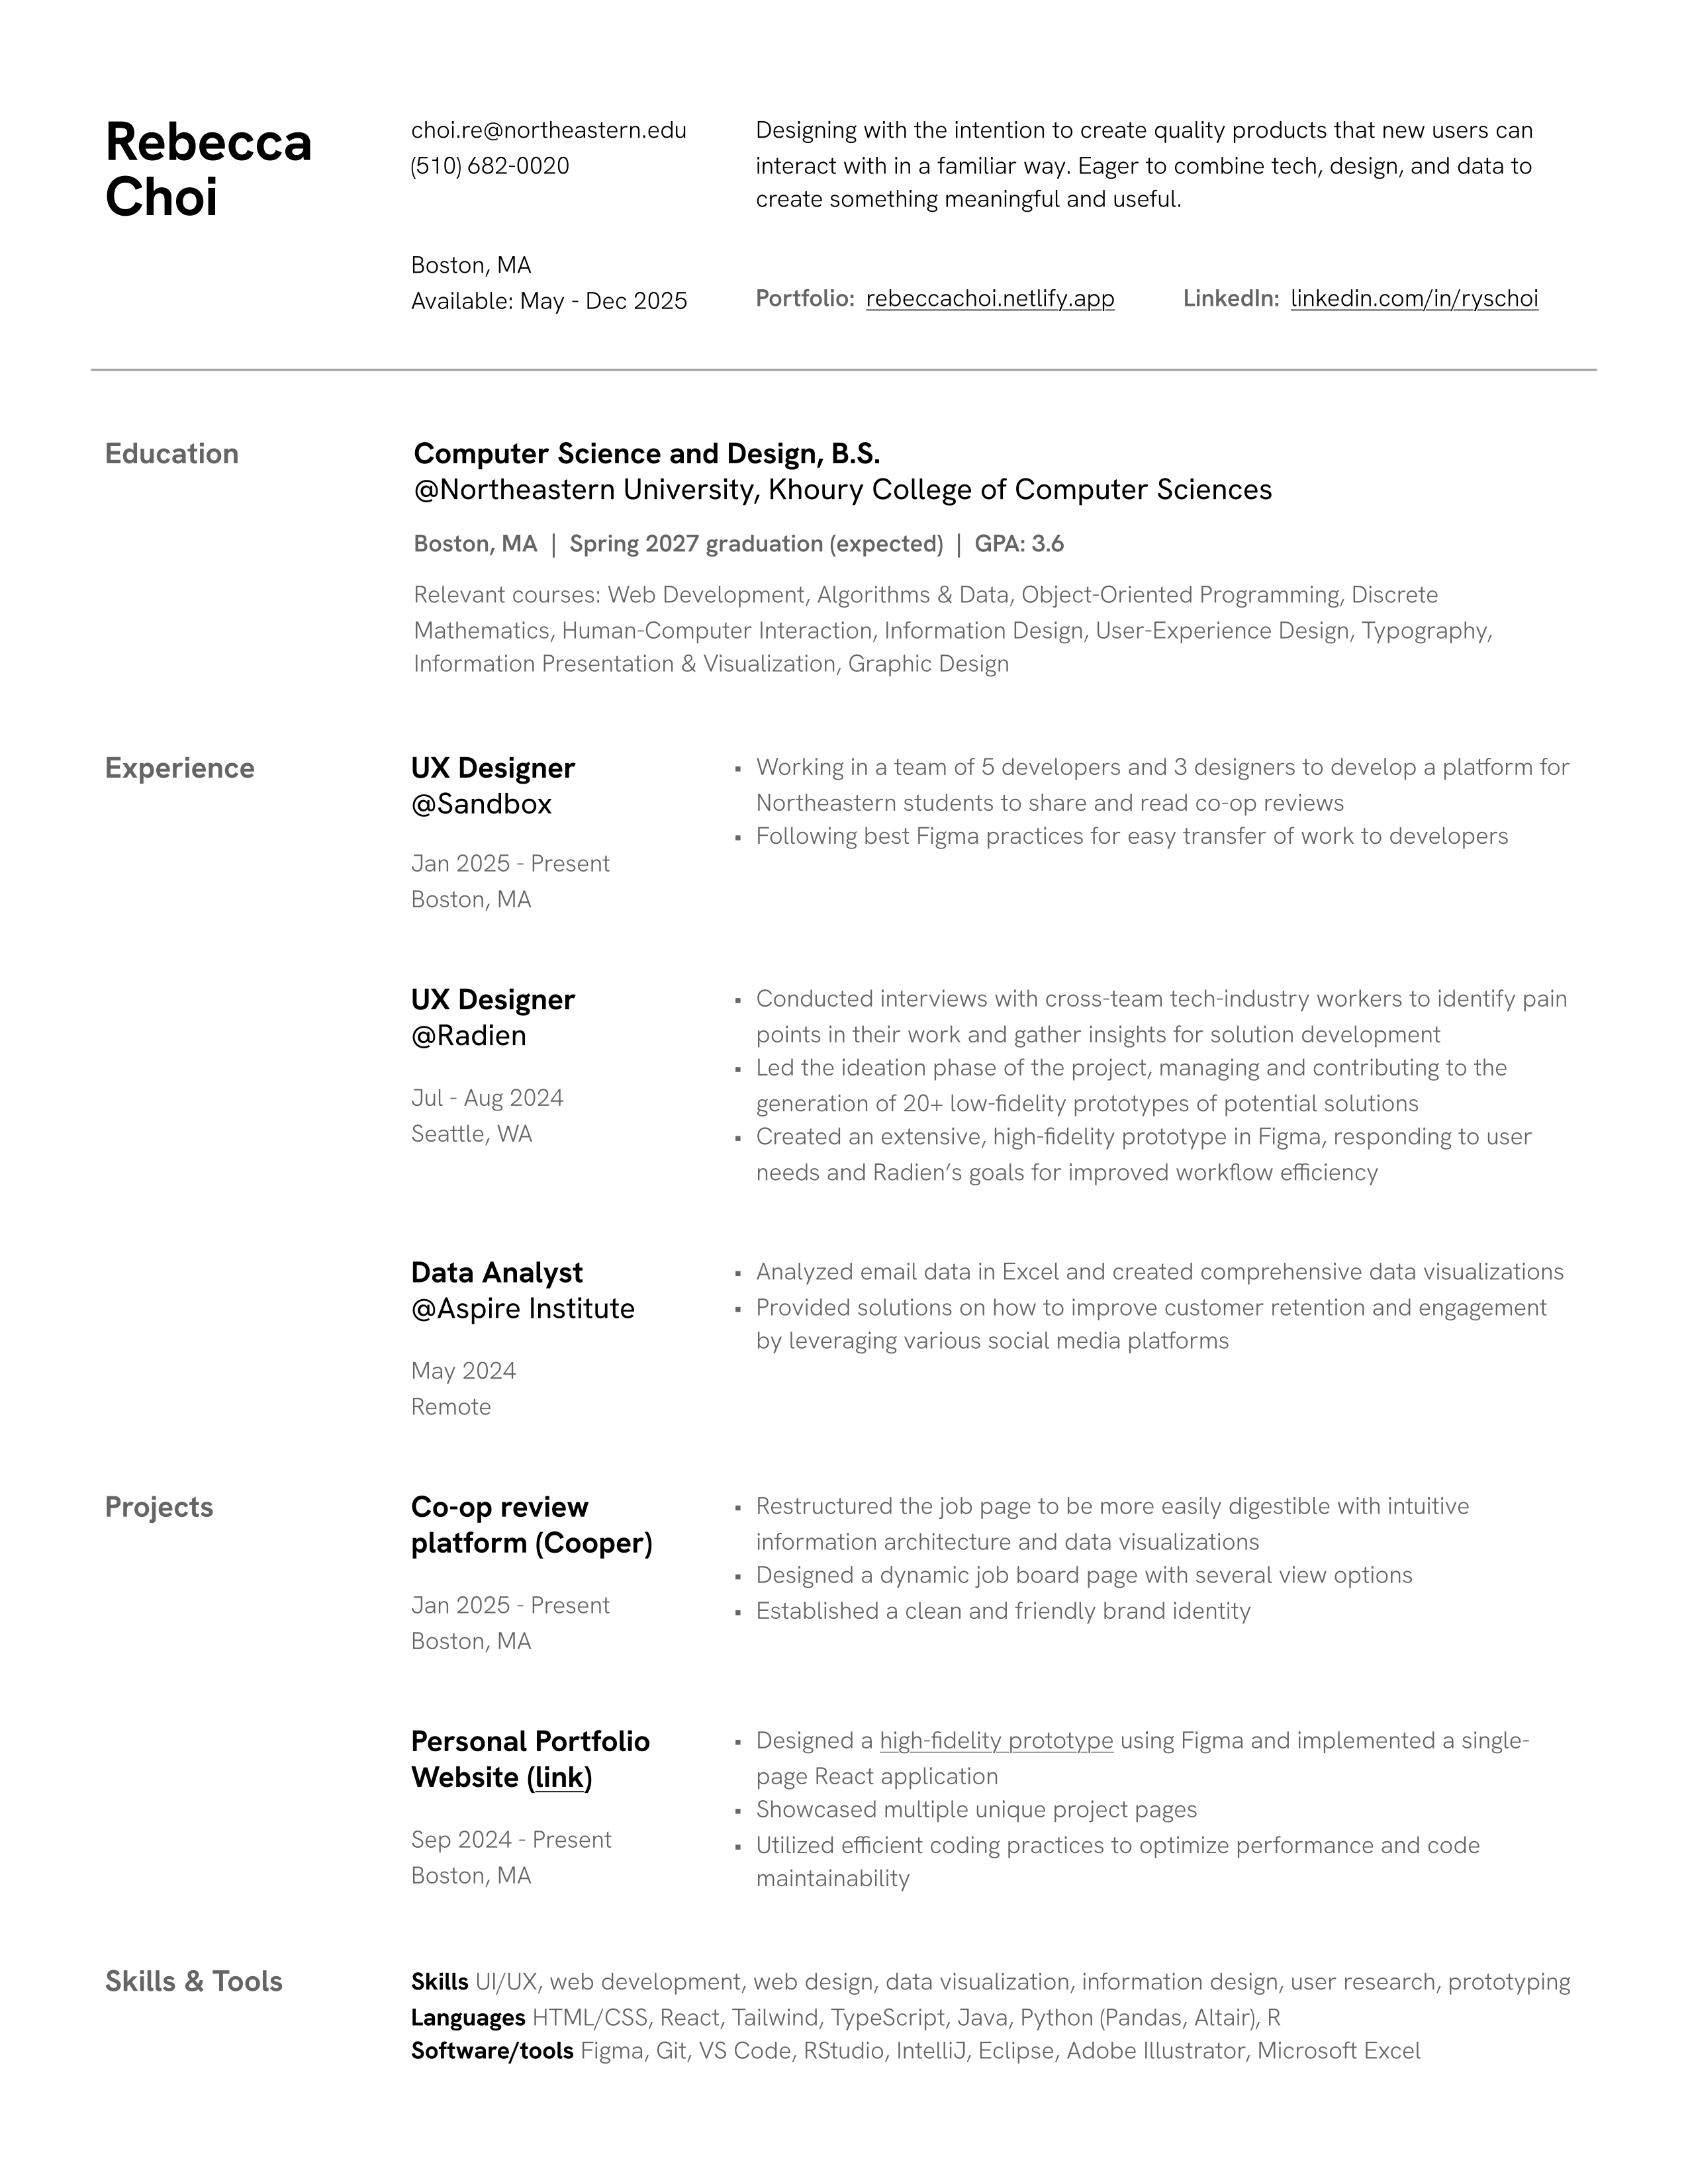 Rebecca
Choi
choi.re@northeastern.edu
(510) 682-0020
Boston, MA
Available: May - Dec 2025
Designing with the intention to create quality products that new users can
interact with in a familiar way. Eager to combine tech, design, and data to
create something meaningful and useful.
Portfolio: rebeccachoi.netlify.app LinkedIn: linkedin.com/in/ryschoi
Education
Computer Science and Design, B.S.
@Northeastern University, Khoury College of Computer Sciences
Boston, MA | Spring 2027 graduation (expected) | GPA: 3.6
Relevant courses: Web Development, Algorithms & Data, Object-Oriented Programming, Discrete
Mathematics, Human-Computer Interaction, Information Design, User-Experience Design, Typography,
Information Presentation & Visualization, Graphic Design
Experience
UX Designer
@Sandbox
Jan 2025 - Present
Boston, MA
▪ Working in a team of 5 developers and 3 designers to develop a platform for
Northeastern students to share and read co-op reviews
▪ Following best Figma practices for easy transfer of work to developers
UX Designer
@Radien
Jul - Aug 2024
Seattle, WA
▪ Conducted interviews with cross-team tech-industry workers to identify pain
points in their work and gather insights for solution development
▪ Led the ideation phase of the project, managing and contributing to the
generation of 20+ low-fidelity prototypes of potential solutions
▪ Created an extensive, high-fidelity prototype in Figma, responding to user
needs and Radien’s goals for improved workflow efficiency
Data Analyst
@Aspire Institute
May 2024
Remote
▪ Analyzed email data in Excel and created comprehensive data visualizations
▪ Provided solutions on how to improve customer retention and engagement
by leveraging various social media platforms
Projects
Co-op review
platform (Cooper)
Jan 2025 - Present
Boston, MA
▪ Restructured the job page to be more easily digestible with intuitive
information architecture and data visualizations
▪ Designed a dynamic job board page with several view options
▪ Established a clean and friendly brand identity
Personal Portfolio
Website (link)
Sep 2024 - Present
Boston, MA
▪ Designed a high-fidelity prototype using Figma and implemented a single-
page React application
▪ Showcased multiple unique project pages
▪ Utilized efficient coding practices to optimize performance and code
maintainability
Skills & Tools
Skills UI/UX, web development, web design, data visualization, information design, user research, prototyping
Languages HTML/CSS, React, Tailwind, TypeScript, Java, Python (Pandas, Altair), R
Software/tools Figma, Git, VS Code, RStudio, IntelliJ, Eclipse, Adobe Illustrator, Microsoft Excel